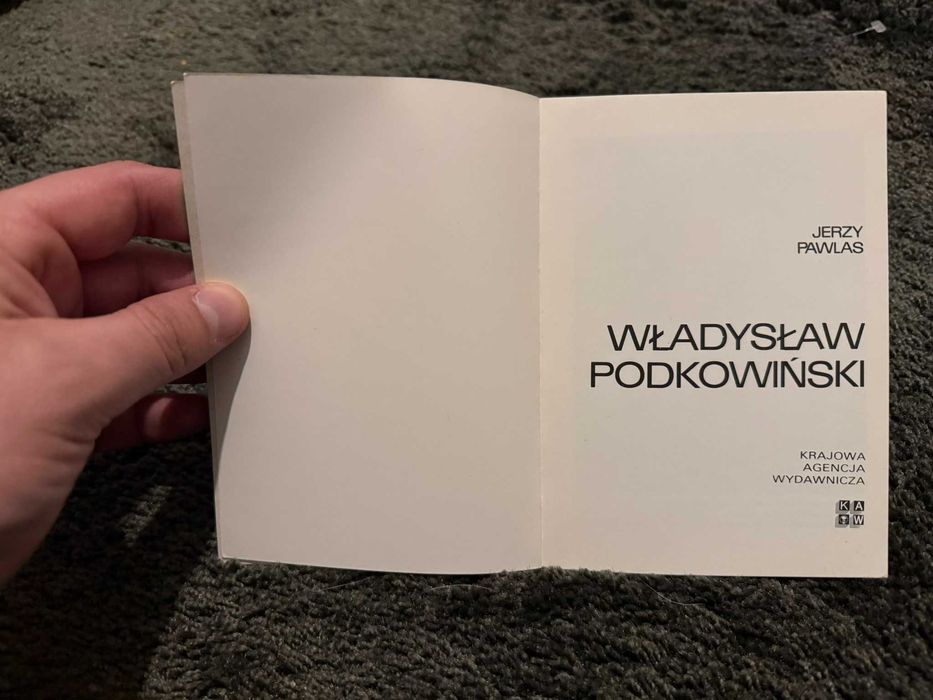 JERZY
PAWLAS
WŁADYSŁAW
PODKOWIŃSKI
KRAJOWA
AGENCJA
WYDAWNICZA
K A
W